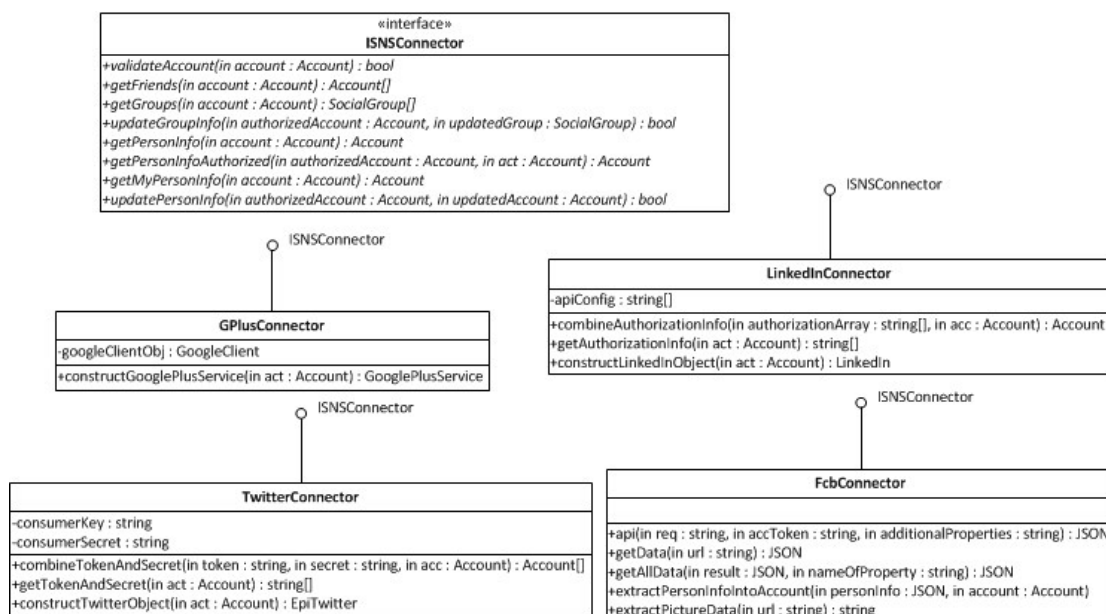 «interface»
ISNSConnector
+validateAccount(in account : Account) : bool
+getFriends(in account : Account) : Account[]
+getGroups(in account : Account) : SocialGroup[]
+updateGroupInfo(in authorizedAccount : Account, in updatedGroup : SocialGroup) : bool
+getPersonInfo(in account : Account) : Account
+getPersonInfoAuthorized(in authorizedAccount : Account, in act : Account) : Account
+getMyPersonInfo(in account : Account) : Account
+updatePersonInfo(in authorizedAccount : Account, in updatedAccount : Account) : bool
ISNSConnector
ISNSConnector
LinkedInConnector
-apiConfig : string[]
+combineAuthorizationInfo(in authorizationArray : string[], in acc : Account) : Account
+getAuthorizationInfo(in act : Account) : string[]
+constructLinkedInObject(in act : Account) : LinkedIn
GPlusConnector
-googleClientObj : GoogleClient
+constructGooglePlusService(in act : Account) : GooglePlusService
ISNSConnector
ISNSConnector
TwitterConnector
-consumerKey : string
-consumerSecret : string
+combineTokenAndSecret(in token : string, in secret : string, in acc : Account) : Account[]
+getTokenAndSecret(in act : Account) : string[]
+constructTwitterObject(in act : Account) : EpiTwitter
FcbConnector
+api(in req : string, in accToken : string, in additionalProperties : string) : JSON
+getData(in url : string) : JSON
+getAllData(in result : JSON, in nameOfProperty : string) : JSON
+extractPersonInfoIntoAccount(in personInfo : JSON, in account : Account)
+extractPictureData(in url : string) : string